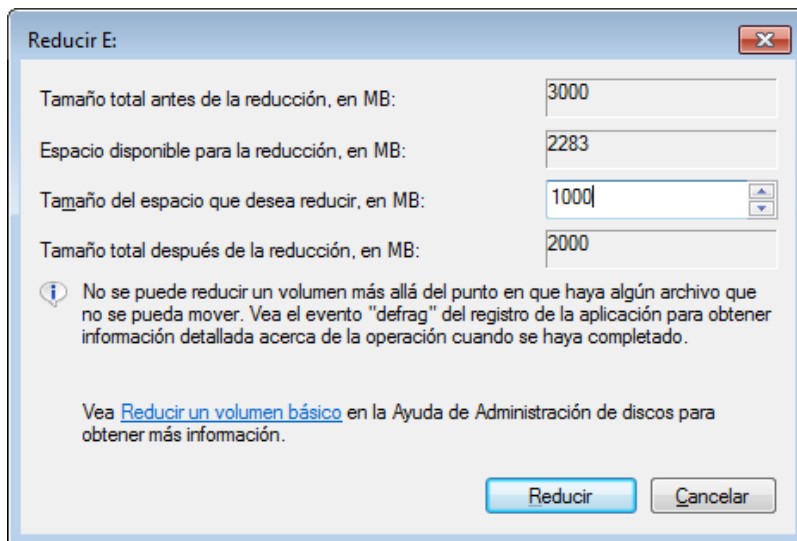 Reducir E:
Tamaño total antes de la reducción, en MB: 3000
Espacio disponible para la reducción, en MB: 2283
Tamaño del espacio que desea reducir, en MB: 1000
Tamaño total después de la reducción, en MB: 2000
No se puede reducir un volumen más allá del punto en que haya algún archivo que
no se pueda mover. Vea el evento "defrag" del registro de la aplicación para obtener
información detallada acerca de la operación cuando se haya completado.
Vea Reducir un volumen básico en la Ayuda de Administración de discos para
obtener más información.
Reducir Cancelar